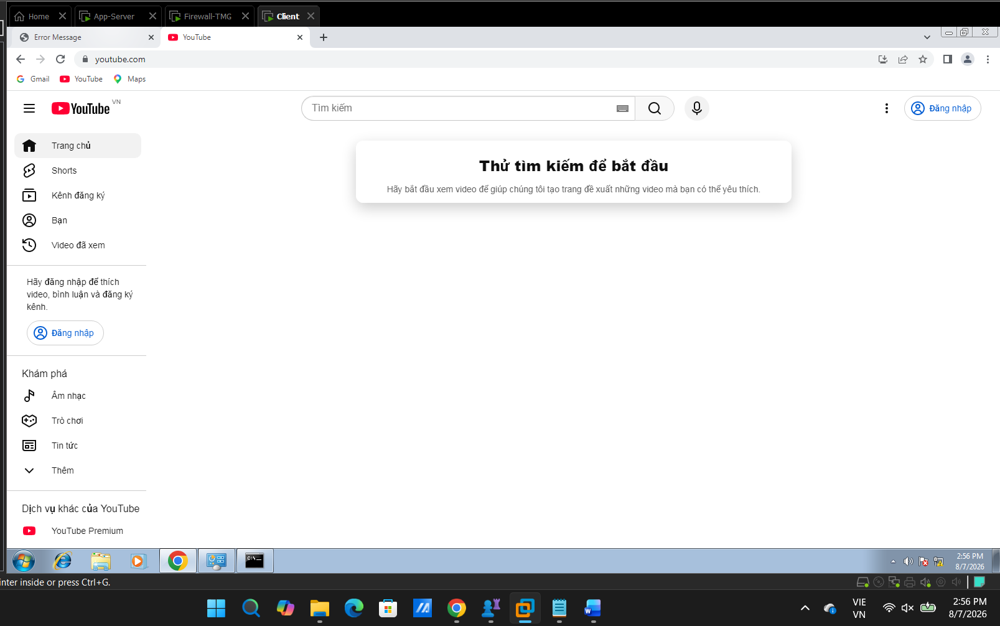 Home
App-Server
Firewall-TMG
Client
Error Message
YouTube
youtube.com
Gmail
YouTube
Maps
YouTube VN
Tìm kiếm
Đăng nhập
Trang chủ
Shorts
Kênh đăng ký
Bạn
Video đã xem
Hãy đăng nhập để thích
video, bình luận và đăng ký
kênh.
Đăng nhập
Khám phá
Âm nhạc
Trò chơi
Tin tức
Thêm
Dịch vụ khác của YouTube
YouTube Premium
Thử tìm kiếm để bắt đầu
Hãy bắt đầu xem video để giúp chúng tôi tạo trang đề xuất những video mà bạn có thể yêu thích.
C:\
2:56 PM
8/7/2026
inter inside or press Ctrl+G.
VIE
VN
2:56 PM
8/7/2026